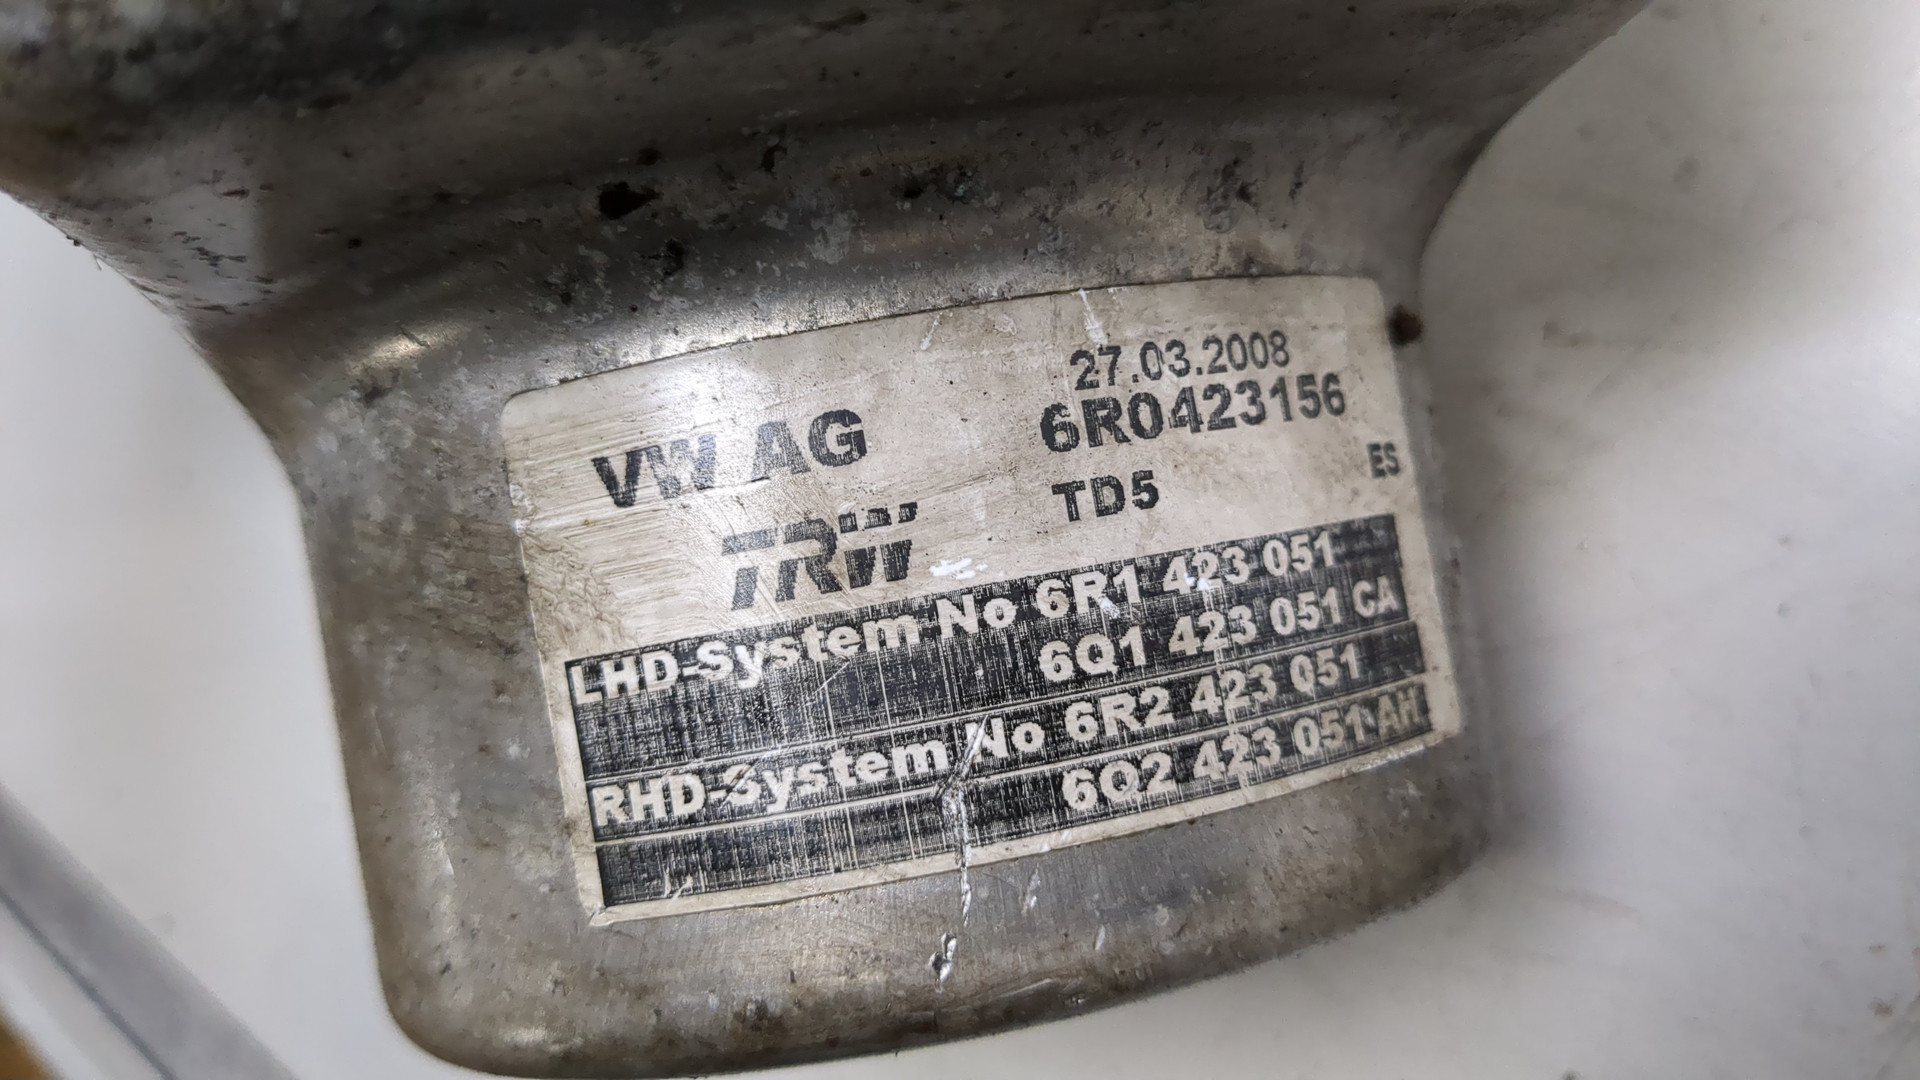 27.03.2008
VW AG 6R0423156
TRW TD5 ES
LHD-System No 6R1 423 051
6Q1 423 051 CA
RHD-System No 6R2 423 051
6Q2 423 051 AH